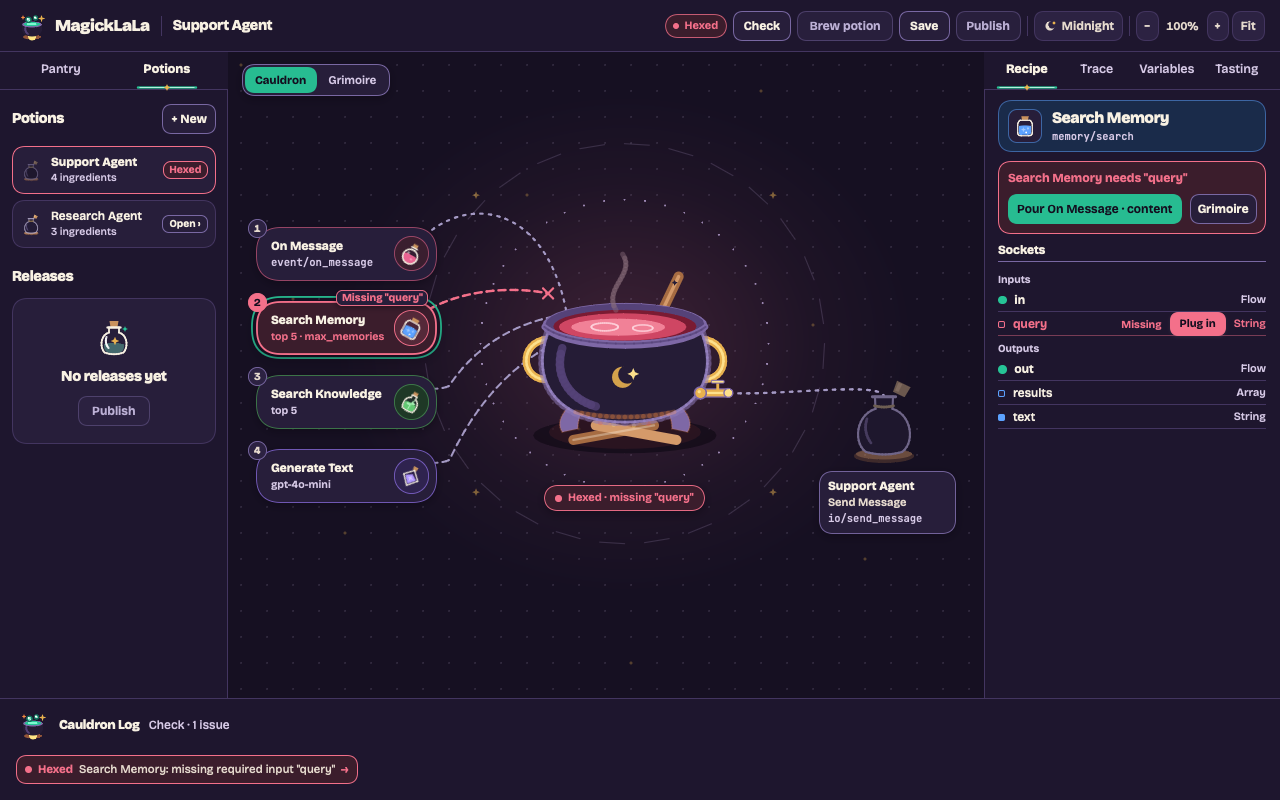 MagickLaLa
Support Agent
Hexed
Check
Brew potion
Save
Publish
Midnight
− 100% +
Fit
Pantry
Potions
Potions
+ New
Support Agent
4 ingredients
Hexed
Research Agent
3 ingredients
Open ›
Releases
No releases yet
Publish
Cauldron
Grimoire
1
On Message
event/on_message
2
Missing "query"
Search Memory
top 5 · max_memories
3
Search Knowledge
top 5
4
Generate Text
gpt-4o-mini
Hexed · missing "query"
Support Agent
Send Message
io/send_message
Recipe
Trace
Variables
Tasting
Search Memory
memory/search
Search Memory needs "query"
Pour On Message · content
Grimoire
Sockets
Inputs
in Flow
query Missing Plug in String
Outputs
out Flow
results Array
text String
Cauldron Log Check · 1 issue
Hexed Search Memory: missing required input "query" →